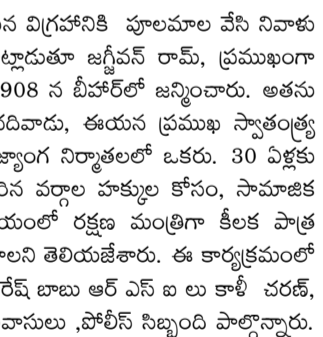 న విగ్రహానికి పూలమాల వేసి నివాళు
ట్లాడుతూ జగ్జీవన్ రామ్, ప్రముఖంగా
908 న బీహార్‌లో జన్మించారు. అతను
దివాడు, ఈయన ప్రముఖ స్వాతంత్ర్య
జ్యాంగ నిర్మాతలలో ఒకరు. 30 ఏళ్లకు
రిన వర్గాల హక్కుల కోసం, సామాజిక
యంలో రక్షణ మంత్రిగా కీలక పాత్ర
లని తెలియజేశారు. ఈ కార్యక్రమంలో
రేష్ బాబు ఆర్ ఎస్ ఐ లు కాళీ చరణ్,
వాసులు ,పోలీస్ సిబ్బంది పాల్గొన్నారు.